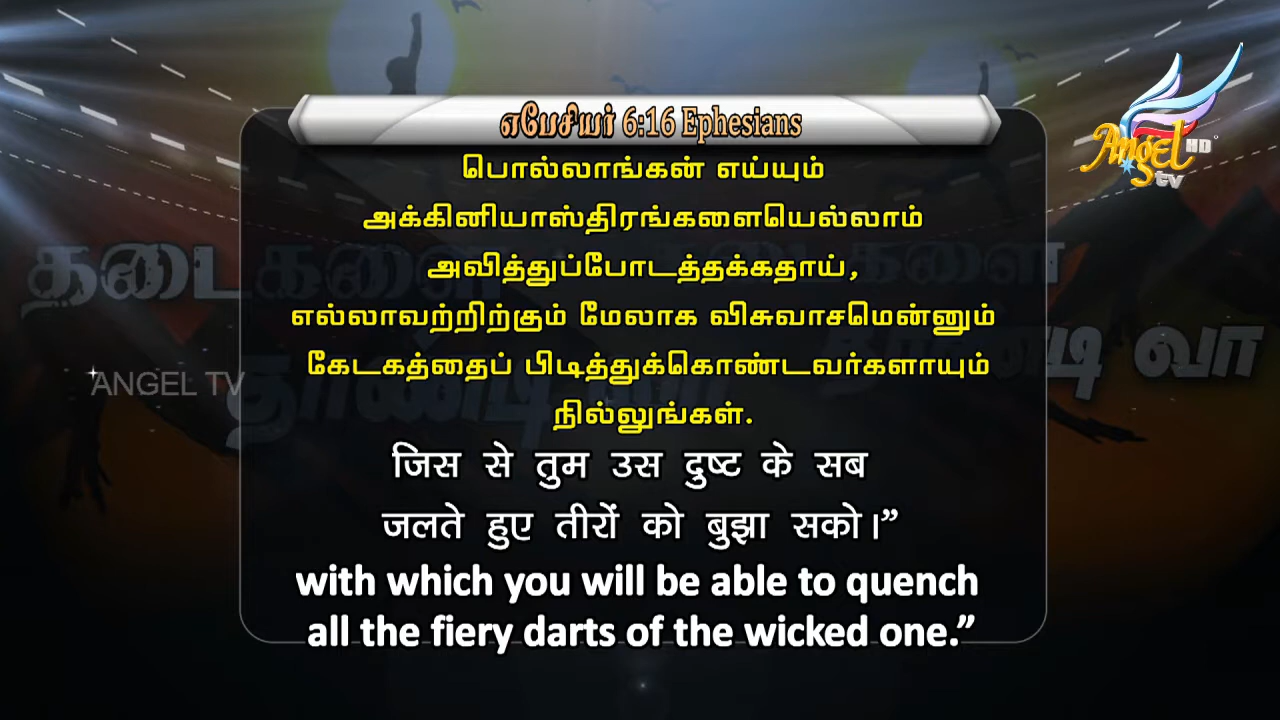 எபேசியர் 6:16 Ephesians
பொல்லாங்கன் எய்யும்
அக்கினியாஸ்திரங்களையெல்லாம்
அவித்துப்போடத்தக்கதாய்,
எல்லாவற்றிற்கும் மேலாக விசுவாசமென்னும்
கேடகத்தைப் பிடித்துக்கொண்டவர்களாயும்
நில்லுங்கள்.
जिस से तुम उस दुष्ट के सब
जलते हुए तीरों को बुझा सको।”
with which you will be able to quench
all the fiery darts of the wicked one.”
Angel HD
tv
தடைகளை
தாண்டி வா
ANGEL TV